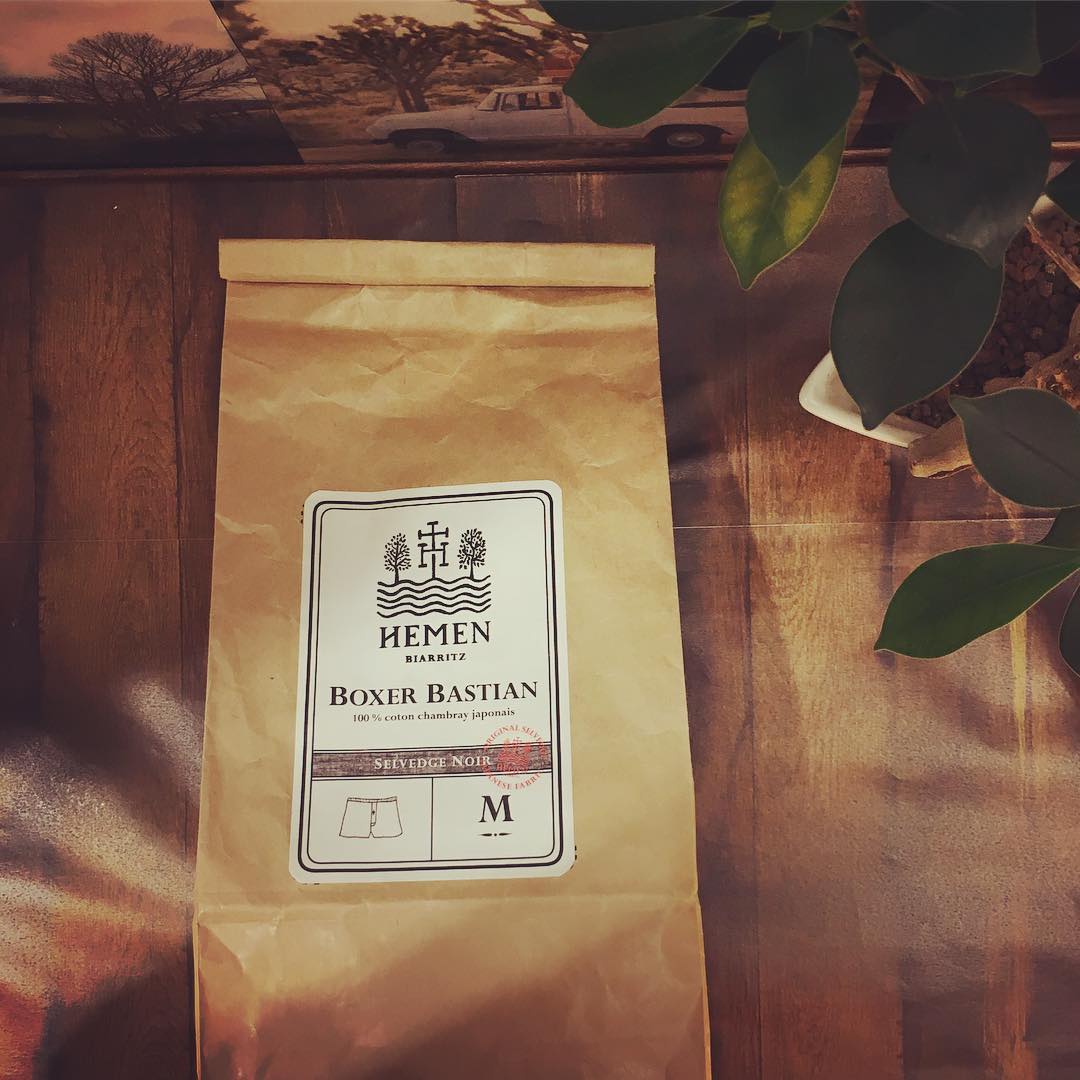 HEMEN
BIARRITZ
BOXER BASTIAN
100 % coton chambray japonais
SELVEDGE NOIR
M